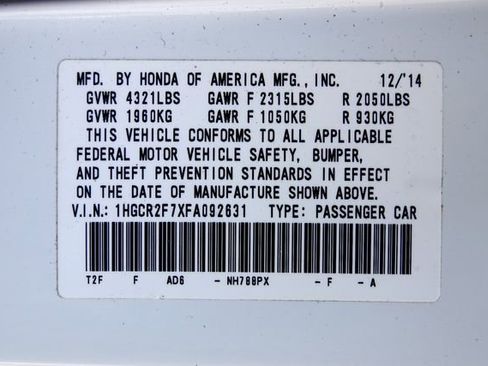 MFD. BY HONDA OF AMERICA MFG., INC. 12/'14
GVWR 4321LBS GAWR F 2315LBS R 2050LBS
GVWR 1960KG GAWR F 1050KG R 930KG
THIS VEHICLE CONFORMS TO ALL APPLICABLE
FEDERAL MOTOR VEHICLE SAFETY, BUMPER,
AND THEFT PREVENTION STANDARDS IN EFFECT
ON THE DATE OF MANUFACTURE SHOWN ABOVE.
V.I.N.: 1HGCR2F7XFA092631 TYPE: PASSENGER CAR
T2F F AD6 - NH788PX - F - A